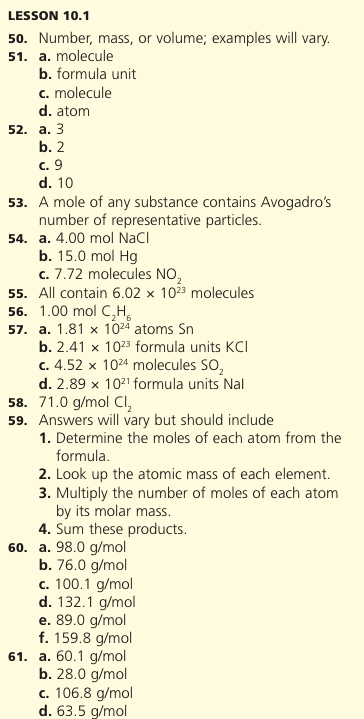 LESSON 10.1
50. Number, mass, or volume; examples will vary.
51. a. molecule
b. formula unit
c. molecule
d. atom
52. a. 3
b. 2
c. 9
d. 10
53. A mole of any substance contains Avogadro's
number of representative particles.
54. a. 4.00 mol NaCl
b. 15.0 mol Hg
c. 7.72 molecules NO₂
55. All contain 6.02 × 10²³ molecules
56. 1.00 mol C₂H₆
57. a. 1.81 × 10²⁴ atoms Sn
b. 2.41 × 10²³ formula units KCl
c. 4.52 × 10²⁴ molecules SO₂
d. 2.89 × 10²¹ formula units NaI
58. 71.0 g/mol Cl₂
59. Answers will vary but should include
1. Determine the moles of each atom from the
formula.
2. Look up the atomic mass of each element.
3. Multiply the number of moles of each atom
by its molar mass.
4. Sum these products.
60. a. 98.0 g/mol
b. 76.0 g/mol
c. 100.1 g/mol
d. 132.1 g/mol
e. 89.0 g/mol
f. 159.8 g/mol
61. a. 60.1 g/mol
b. 28.0 g/mol
c. 106.8 g/mol
d. 63.5 g/mol